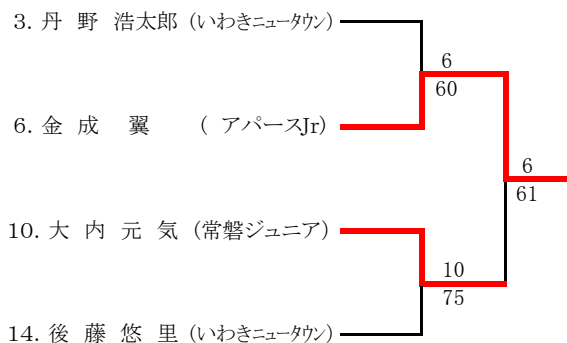 3. 丹 野 浩太郎 (いわきニュータウン)
6
60
6. 金 成 翼 ( アパースJr)
6
61
10. 大 内 元 気 (常磐ジュニア)
10
75
14. 後 藤 悠 里 (いわきニュータウン)